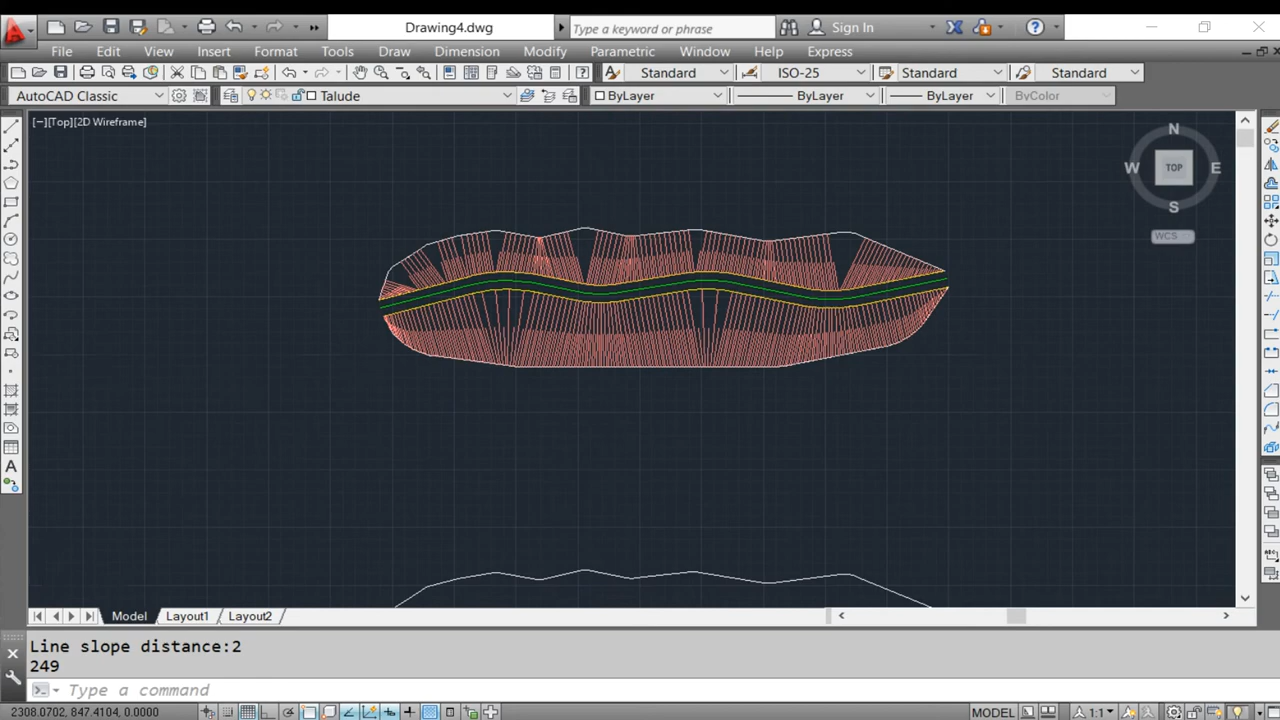 Drawing4.dwg
Type a keyword or phrase
Sign In
File Edit View Insert Format Tools Draw Dimension Modify Parametric Window Help Express
Standard ISO-25 Standard Standard
AutoCAD Classic Talude ByLayer ByLayer ByLayer ByColor
[−][Top][2D Wireframe]
N
W TOP E
S
WCS
Model Layout1 Layout2
Line slope distance:2
249
Type a command
2308.0702, 847.4104, 0.0000 MODEL 1:1